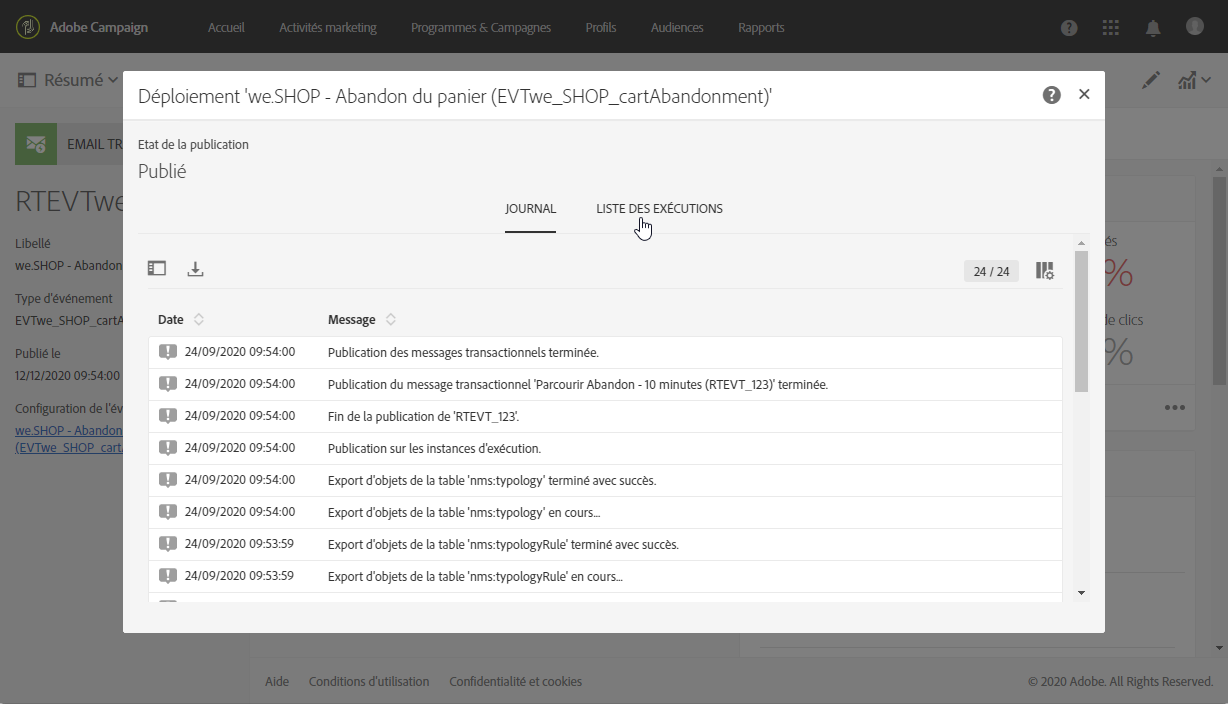 Adobe Campaign Accueil Activités marketing Programmes & Campagnes Profils Audiences Rapports
Résumé
Déploiement 'we.SHOP - Abandon du panier (EVTwe_SHOP_cartAbandonment)'
EMAIL TR
RTEVTwe
Libellé
we.SHOP - Abandon
Type d'événement
EVTwe_SHOP_cartA
Publié le
12/12/2020 09:54:00
Configuration de l'év
we.SHOP - Abandon
(EVTwe_SHOP_cart
Etat de la publication
Publié
JOURNAL LISTE DES EXÉCUTIONS
24 / 24
Date Message
24/09/2020 09:54:00 Publication des messages transactionnels terminée.
24/09/2020 09:54:00 Publication du message transactionnel 'Parcourir Abandon - 10 minutes (RTEVT_123)' terminée.
24/09/2020 09:54:00 Fin de la publication de 'RTEVT_123'.
24/09/2020 09:54:00 Publication sur les instances d'exécution.
24/09/2020 09:54:00 Export d'objets de la table 'nms:typology' terminé avec succès.
24/09/2020 09:54:00 Export d'objets de la table 'nms:typology' en cours...
24/09/2020 09:53:59 Export d'objets de la table 'nms:typologyRule' terminé avec succès.
24/09/2020 09:53:59 Export d'objets de la table 'nms:typologyRule' en cours...
és
%
de clics
%
Aide Conditions d'utilisation Confidentialité et cookies © 2020 Adobe. All Rights Reserved.